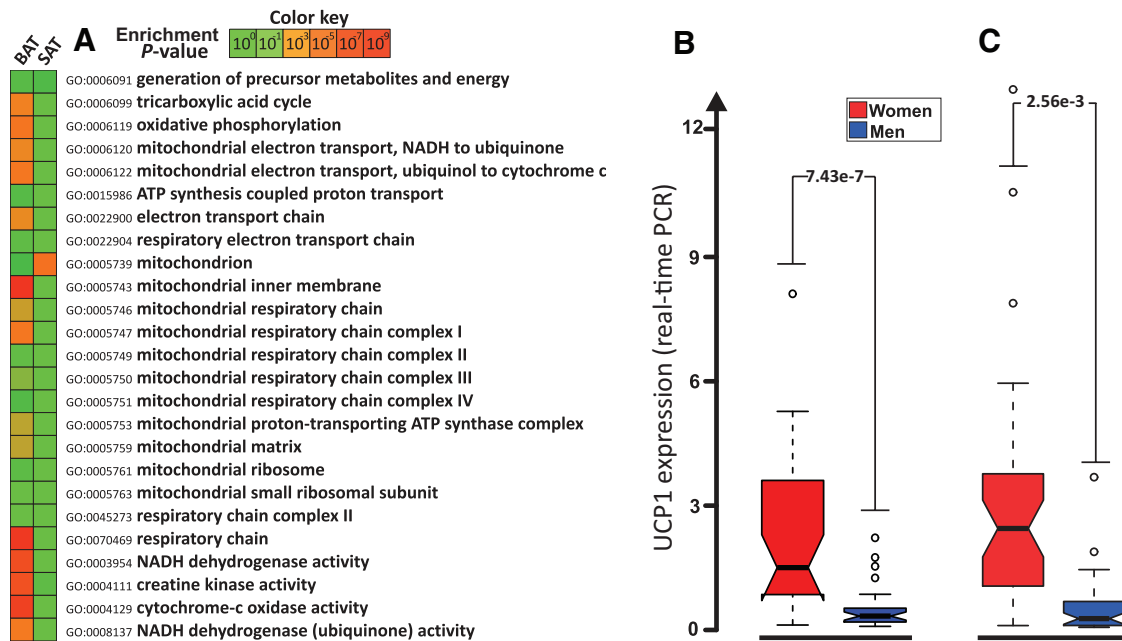 A
B
C
BAT
SAT
Color key
Enrichment
P-value
10^0 10^-1 10^-3 10^-5 10^-7 10^-9
GO:0006091 generation of precursor metabolites and energy
GO:0006099 tricarboxylic acid cycle
GO:0006119 oxidative phosphorylation
GO:0006120 mitochondrial electron transport, NADH to ubiquinone
GO:0006122 mitochondrial electron transport, ubiquinol to cytochrome c
GO:0015986 ATP synthesis coupled proton transport
GO:0022900 electron transport chain
GO:0022904 respiratory electron transport chain
GO:0005739 mitochondrion
GO:0005743 mitochondrial inner membrane
GO:0005746 mitochondrial respiratory chain
GO:0005747 mitochondrial respiratory chain complex I
GO:0005749 mitochondrial respiratory chain complex II
GO:0005750 mitochondrial respiratory chain complex III
GO:0005751 mitochondrial respiratory chain complex IV
GO:0005753 mitochondrial proton-transporting ATP synthase complex
GO:0005759 mitochondrial matrix
GO:0005761 mitochondrial ribosome
GO:0005763 mitochondrial small ribosomal subunit
GO:0045273 respiratory chain complex II
GO:0070469 respiratory chain
GO:0003954 NADH dehydrogenase activity
GO:0004111 creatine kinase activity
GO:0004129 cytochrome-c oxidase activity
GO:0008137 NADH dehydrogenase (ubiquinone) activity
UCP1 expression (real-time PCR)
12
9
6
3
0
Women
Men
7.43e-7
2.56e-3